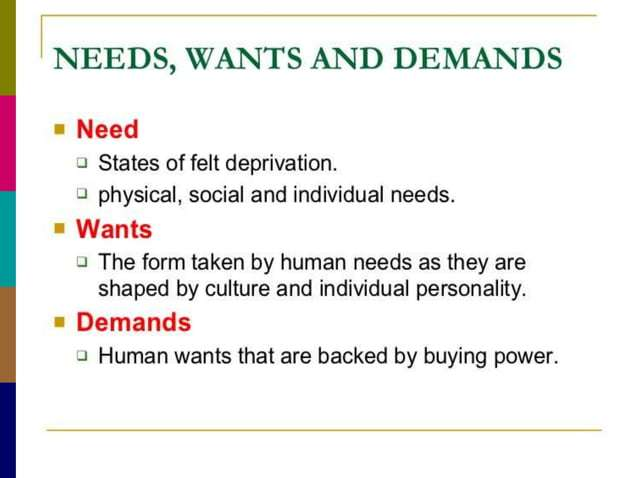 NEEDS, WANTS AND DEMANDS
Need
States of felt deprivation.
physical, social and individual needs.
Wants
The form taken by human needs as they are
shaped by culture and individual personality.
Demands
Human wants that are backed by buying power.